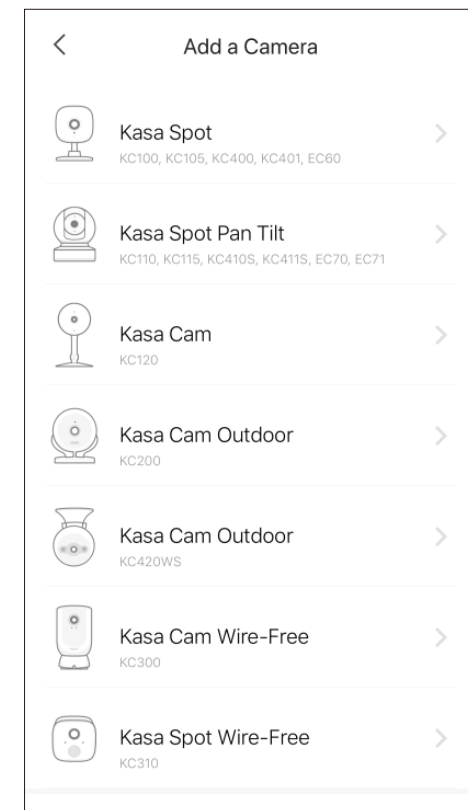 Add a Camera
Kasa Spot
KC100, KC105, KC400, KC401, EC60
Kasa Spot Pan Tilt
KC110, KC115, KC410S, KC411S, EC70, EC71
Kasa Cam
KC120
Kasa Cam Outdoor
KC200
Kasa Cam Outdoor
KC420WS
Kasa Cam Wire-Free
KC300
Kasa Spot Wire-Free
KC310